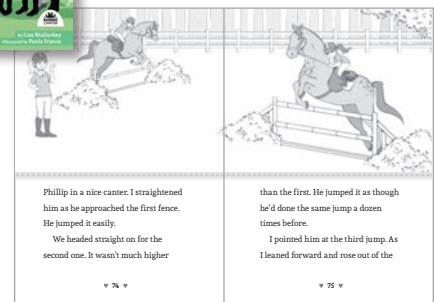 by Lisa Mullarkey
Illustrated by Paula Franco
Phillip in a nice canter. I straightened
him as he approached the first fence.
He jumped it easily.
We headed straight on for the
second one. It wasn't much higher
♥ 74 ♥
than the first. He jumped it as though
he'd done the same jump a dozen
times before.
I pointed him at the third jump. As
I leaned forward and rose out of the
♥ 75 ♥